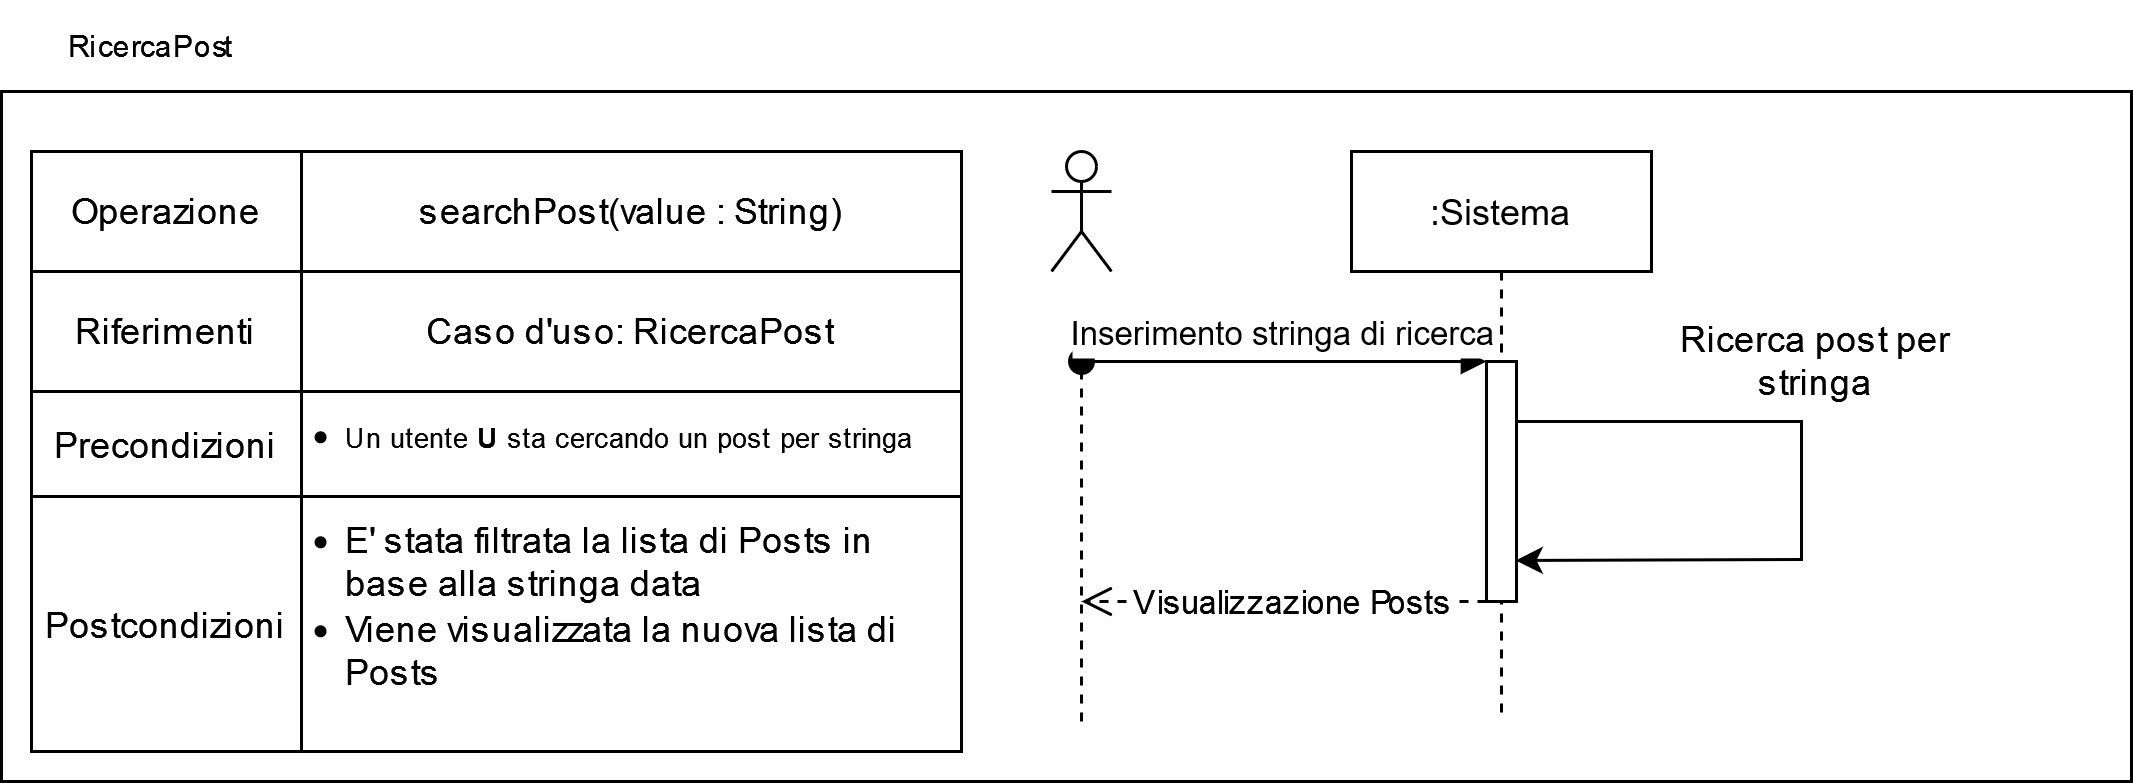 RicercaPost
Operazione
searchPost(value : String)
Riferimenti
Caso d'uso: RicercaPost
Precondizioni
• Un utente U sta cercando un post per stringa
Postcondizioni
• E' stata filtrata la lista di Posts in
base alla stringa data
• Viene visualizzata la nuova lista di
Posts
:Sistema
Inserimento stringa di ricerca
Ricerca post per
stringa
Visualizzazione Posts